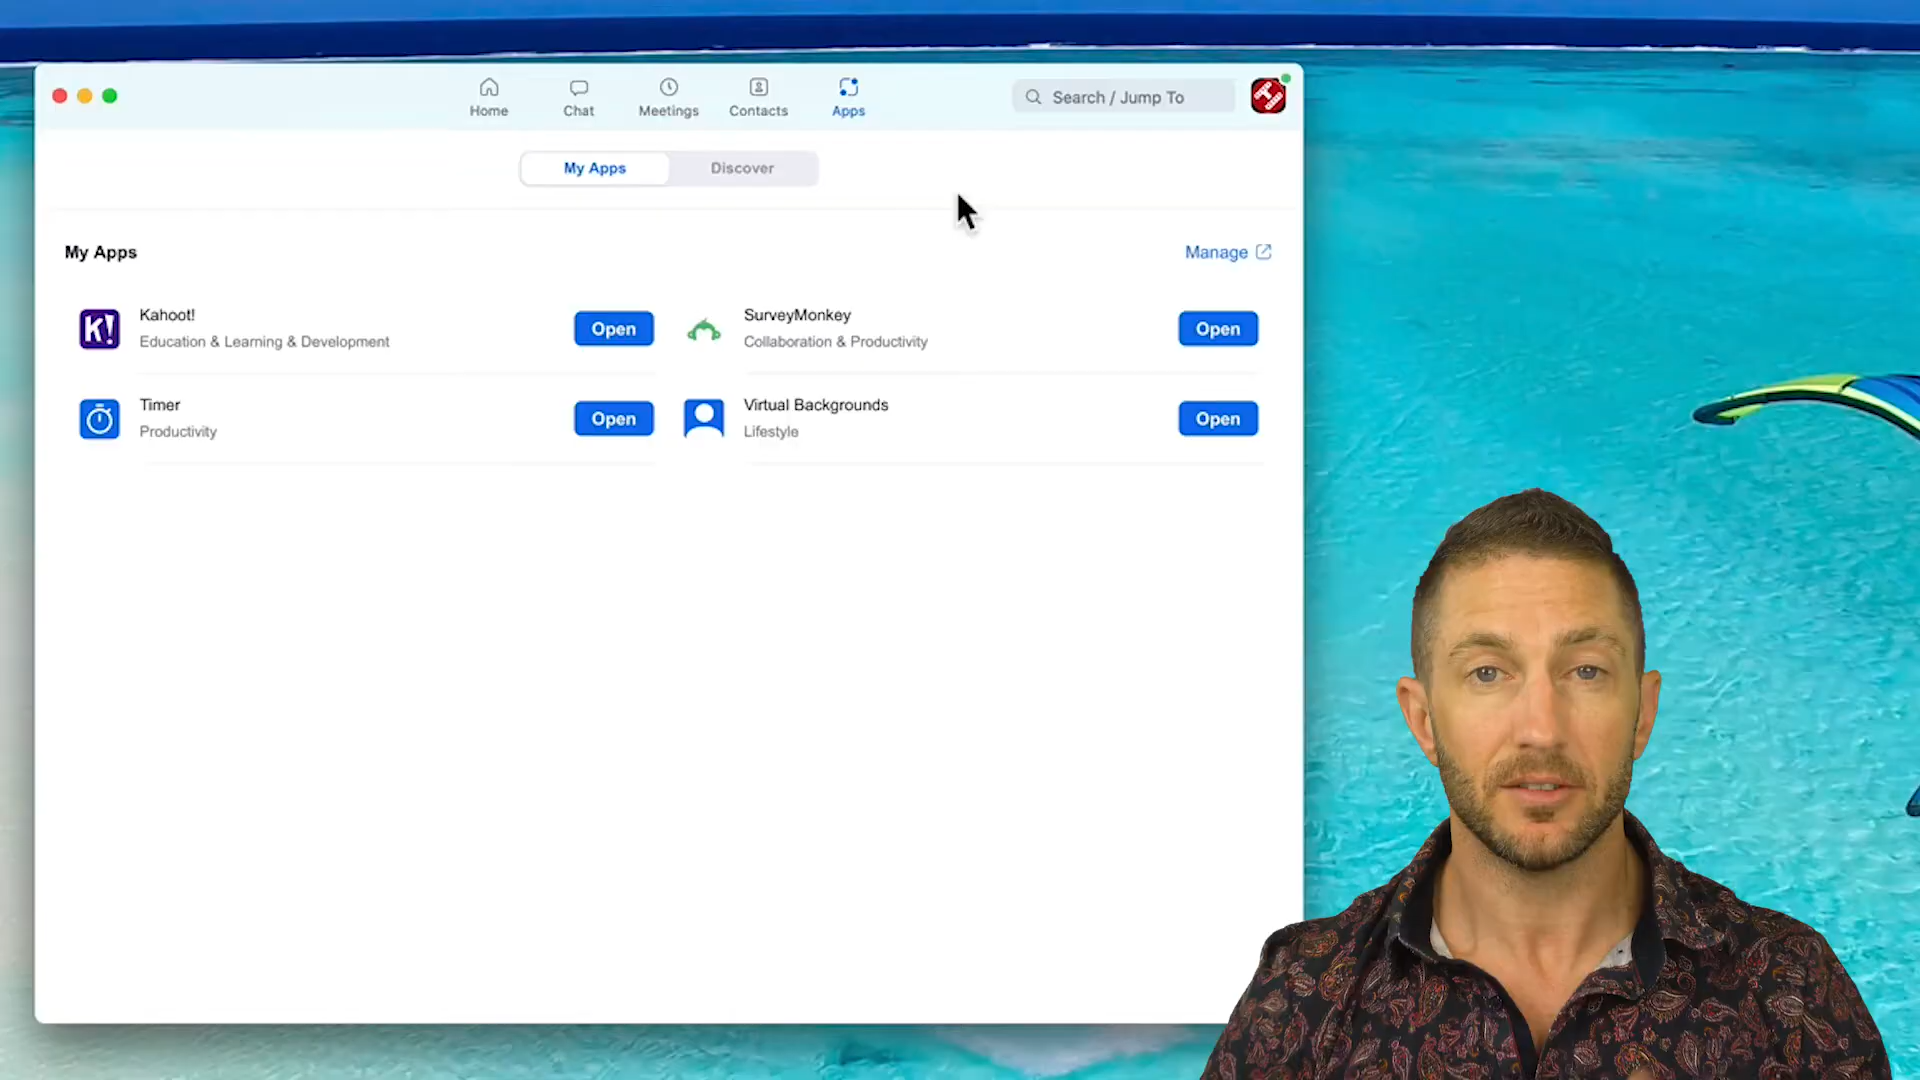 Home
Chat
Meetings
Contacts
Apps
Search / Jump To
My Apps
Discover
My Apps
Manage
K!
Kahoot!
Education & Learning & Development
Open
SurveyMonkey
Collaboration & Productivity
Open
Timer
Productivity
Open
Virtual Backgrounds
Lifestyle
Open